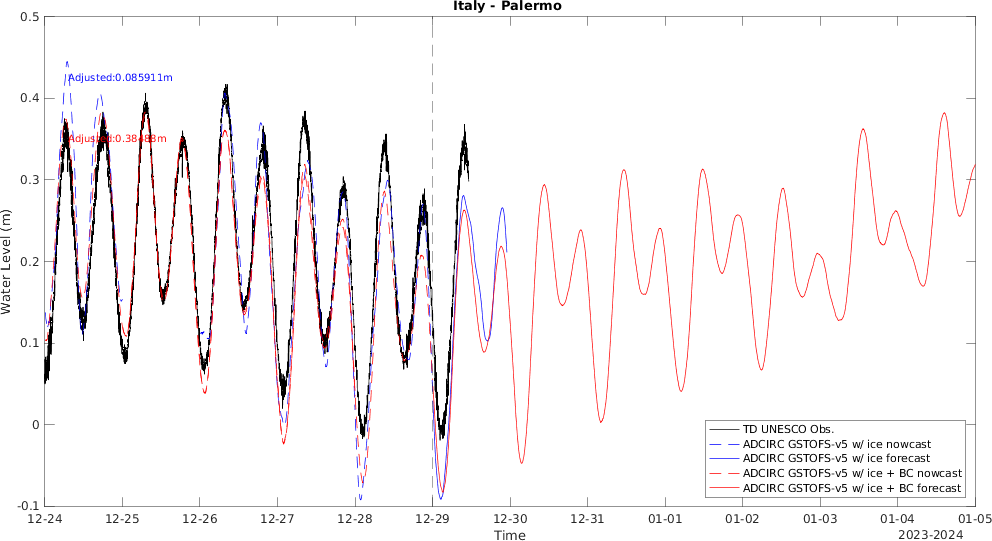 Italy - Palermo
0.5
0.4
0.3
0.2
0.1
0
-0.1
Water Level (m)
Adjusted:0.085911m
Adjusted:0.38488m
TD UNESCO Obs.
ADCIRC GSTOFS-v5 w/ ice nowcast
ADCIRC GSTOFS-v5 w/ ice forecast
ADCIRC GSTOFS-v5 w/ ice + BC nowcast
ADCIRC GSTOFS-v5 w/ ice + BC forecast
12-24 12-25 12-26 12-27 12-28 12-29 12-30 12-31 01-01 01-02 01-03 01-04 01-05
Time
2023-2024